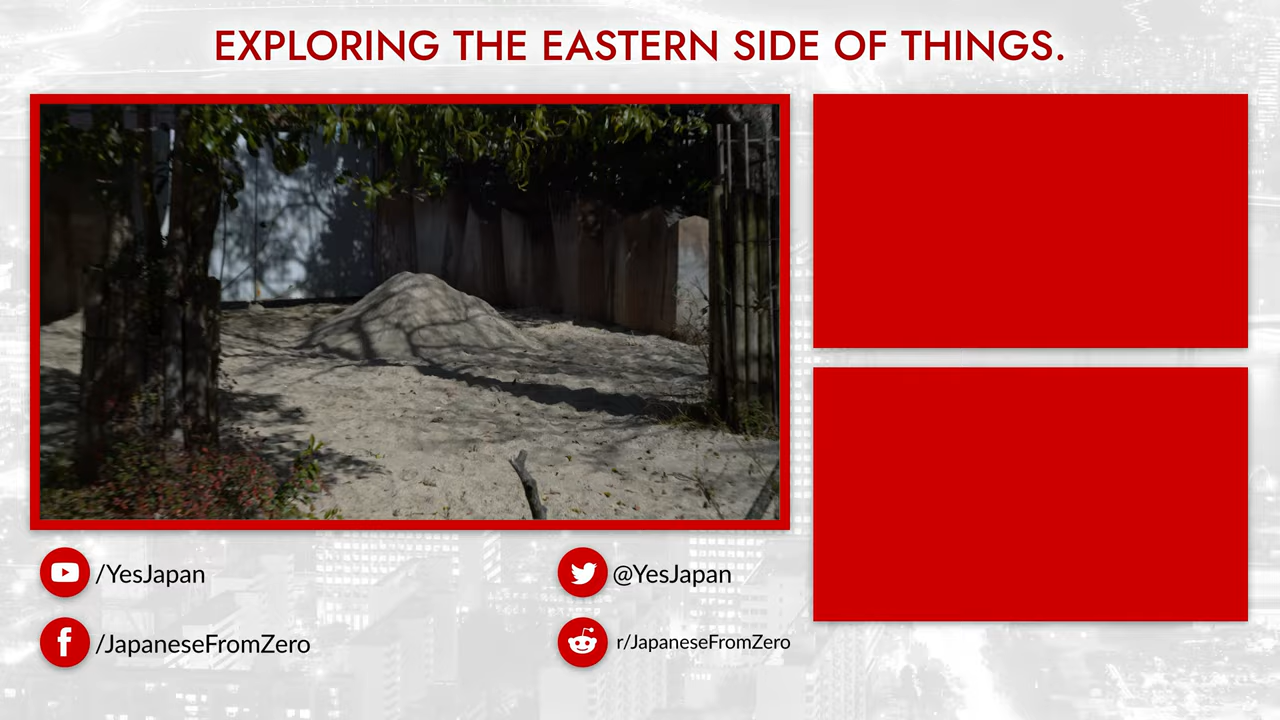 EXPLORING THE EASTERN SIDE OF THINGS.
/YesJapan
@YesJapan
/JapaneseFromZero
r/JapaneseFromZero